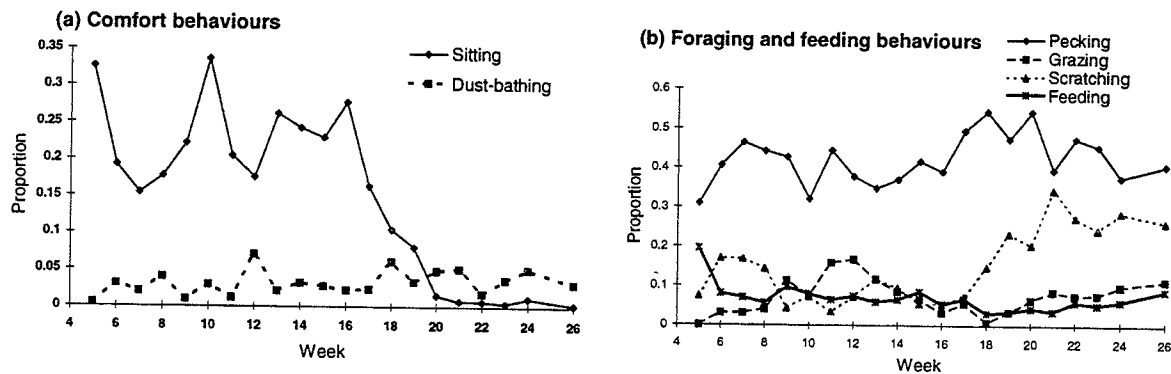 (a) Comfort behaviours
Sitting
Dust-bathing
Proportion
0.35
0.3
0.25
0.2
0.15
0.1
0.05
0
4 6 8 10 12 14 16 18 20 22 24 26
Week
(b) Foraging and feeding behaviours
Pecking
Grazing
Scratching
Feeding
Proportion
0.6
0.5
0.4
0.3
0.2
0.1
0
4 6 8 10 12 14 16 18 20 22 24 26
Week